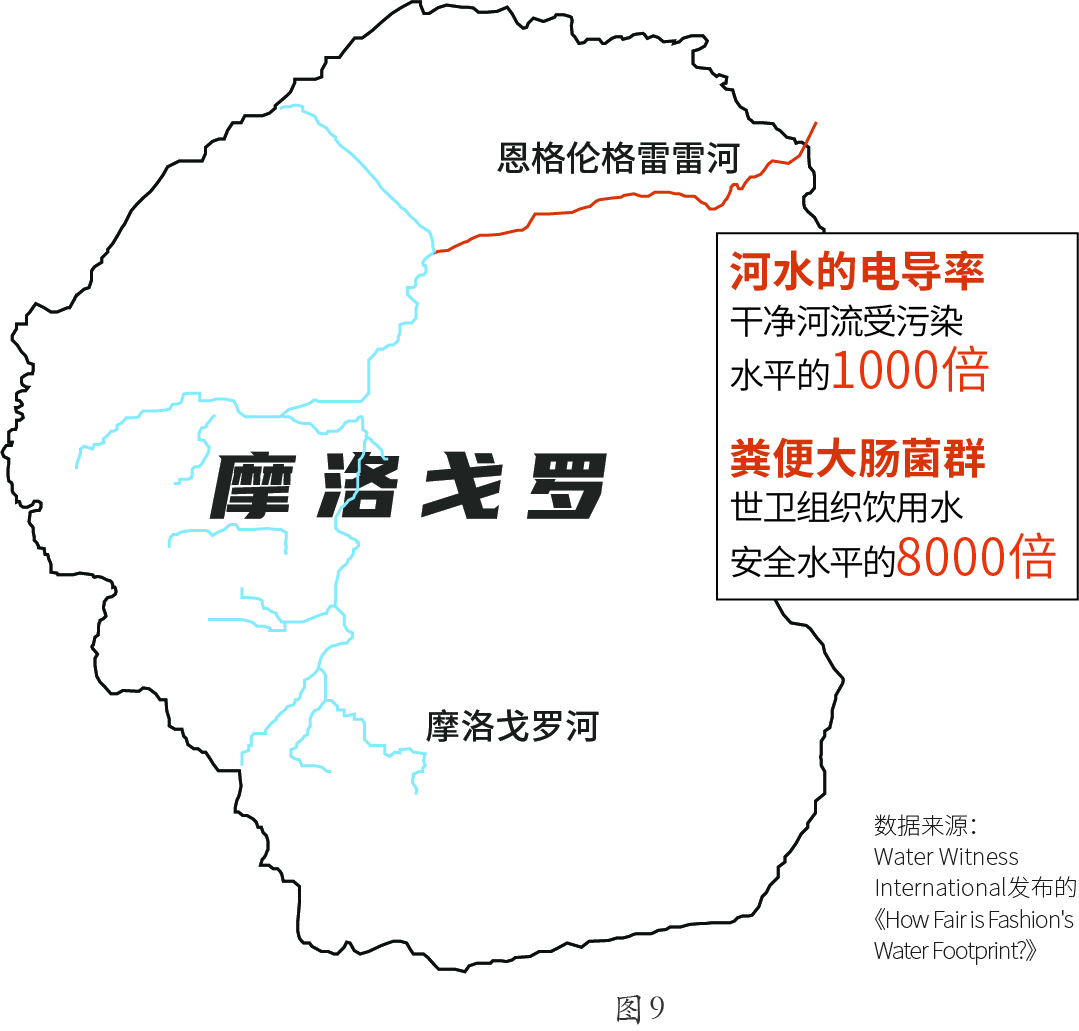 恩格伦格雷雷河
河水的电导率
干净河流受污染
水平的1000倍
粪便大肠菌群
世卫组织饮用水
安全水平的8000倍
摩洛戈罗
摩洛戈罗河
数据来源：
Water Witness
International发布的
《How Fair is Fashion's
Water Footprint?》
图 9